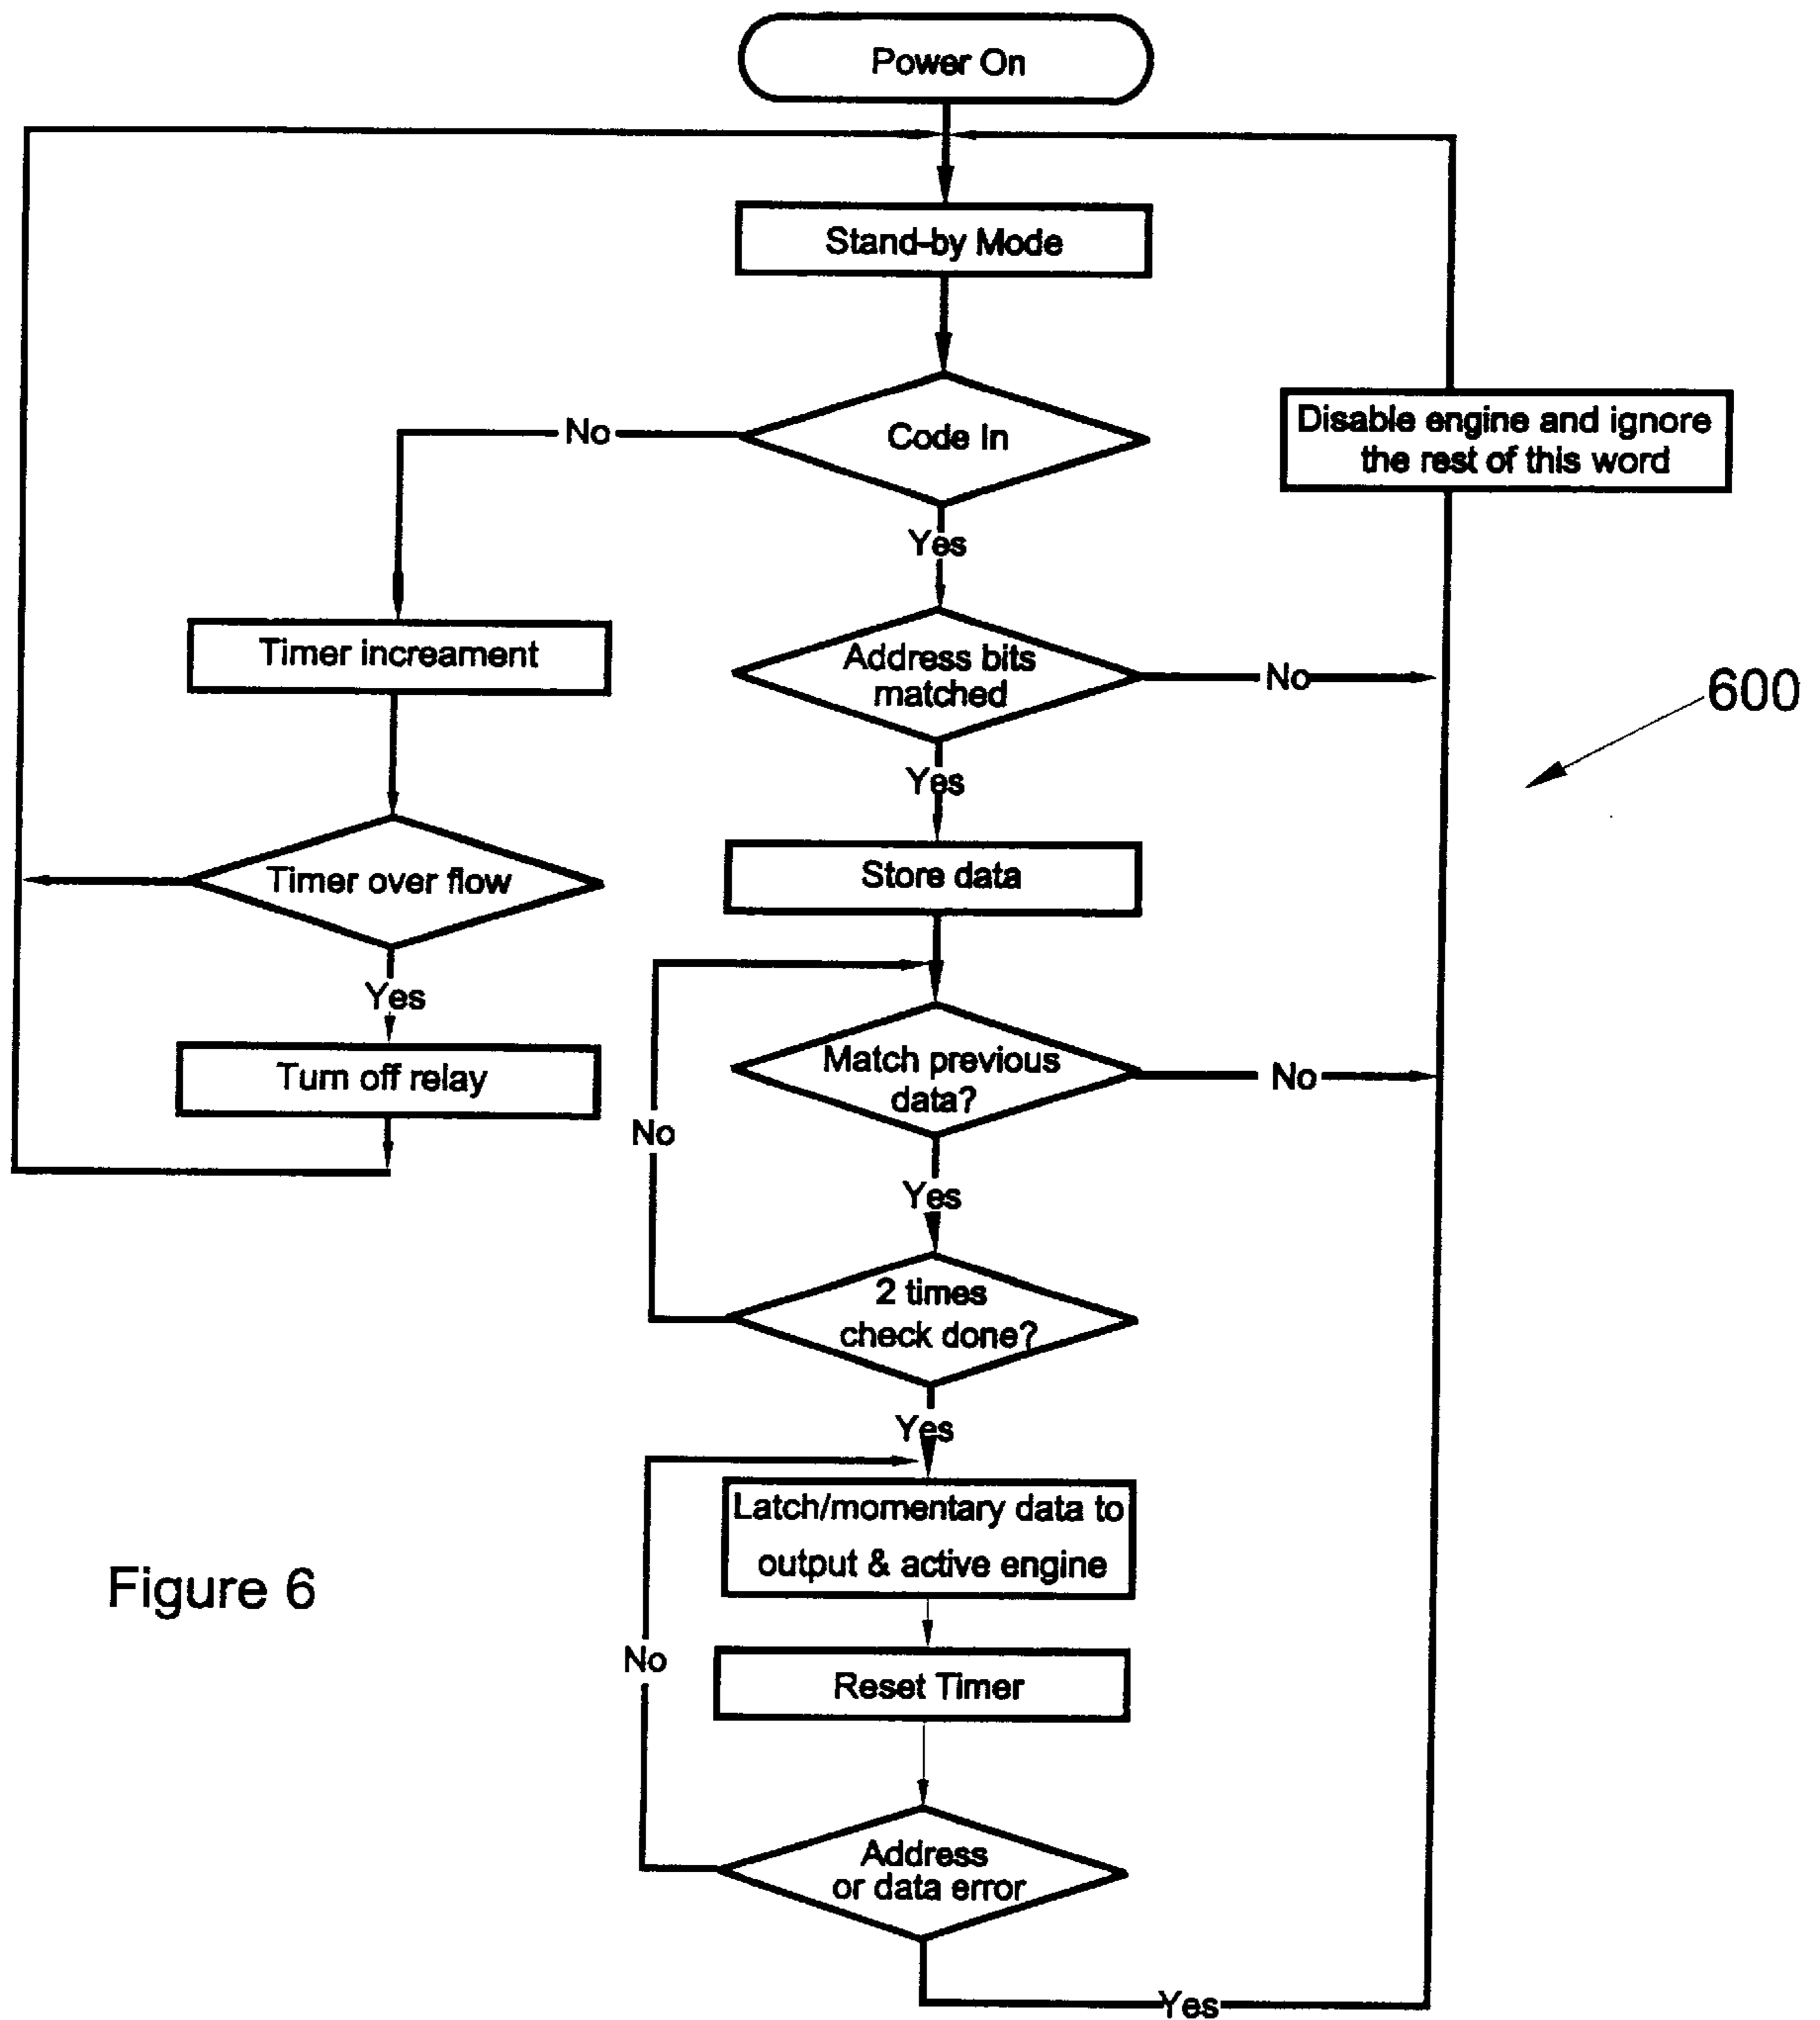 Power On
Stand-by Mode
Code In
No
Yes
Disable engine and ignore
the rest of this word
Timer increament
Address bits
matched
No
600
Yes
Timer over flow
Store data
Yes
Turn off relay
Match previous
data?
No
No
Yes
2 times
check done?
Yes
Latch/momentary data to
output & active engine
Figure 6
No
Reset Timer
Address
or data error
Yes